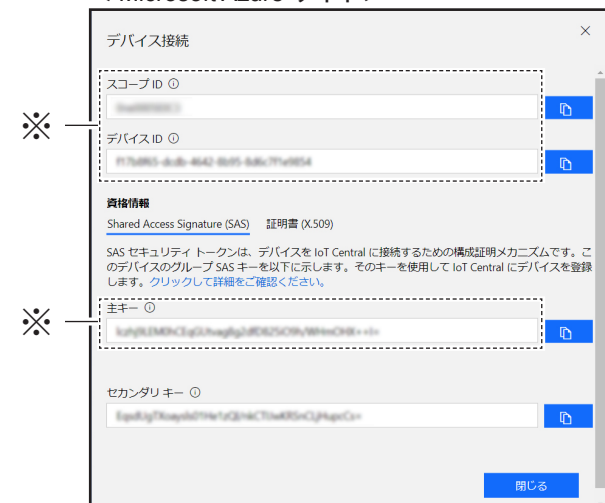 デバイス接続
スコープ ID
デバイス ID
資格情報
Shared Access Signature (SAS) 証明書 (X.509)
SAS セキュリティ トークンは、デバイスを IoT Central に接続するための構成証明メカニズムです。こ
のデバイスのグループ SAS キーを以下に示します。そのキーを使用して IoT Central にデバイスを登録
します。クリックして詳細をご確認ください。
※
※
主キー
セカンダリ キー
閉じる